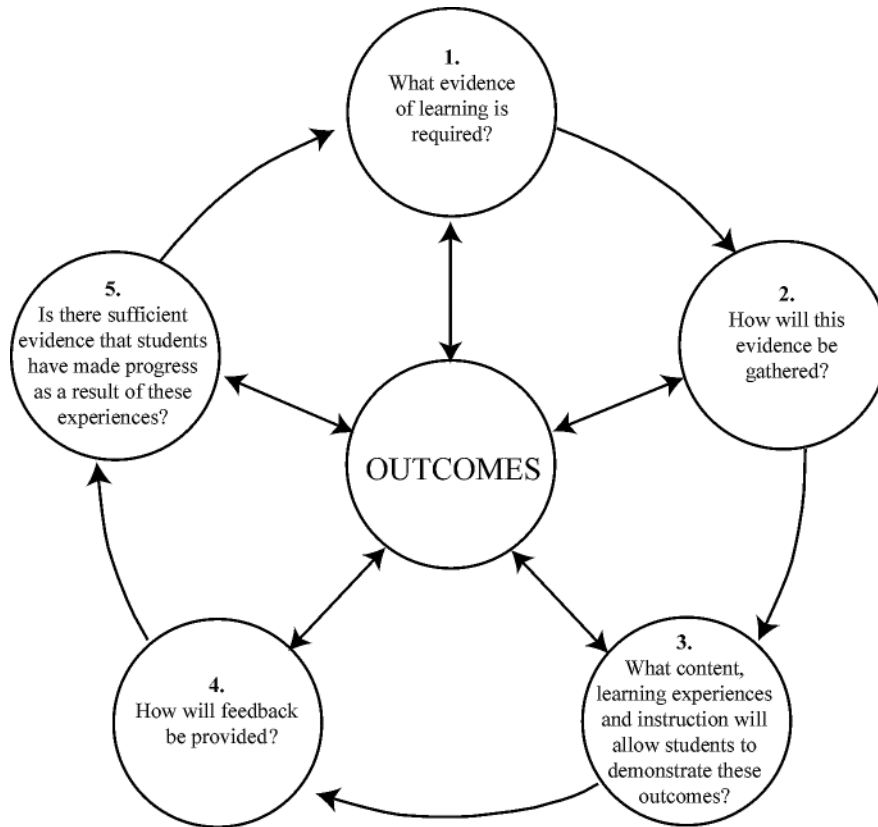 1.
What evidence
of learning is
required?
2.
How will this
evidence be
gathered?
3.
What content,
learning experiences
and instruction will
allow students to
demonstrate these
outcomes?
4.
How will feedback
be provided?
5.
Is there sufficient
evidence that students
have made progress
as a result of these
experiences?
OUTCOMES